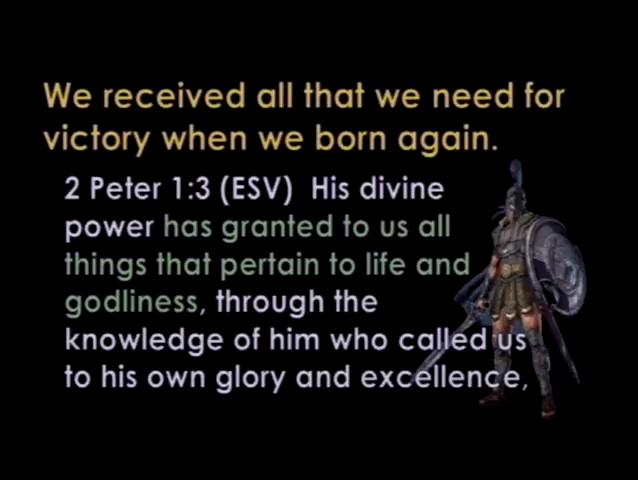 We received all that we need for
victory when we born again.
2 Peter 1:3 (ESV) His divine
power has granted to us all
things that pertain to life and
godliness, through the
knowledge of him who called us
to his own glory and excellence,